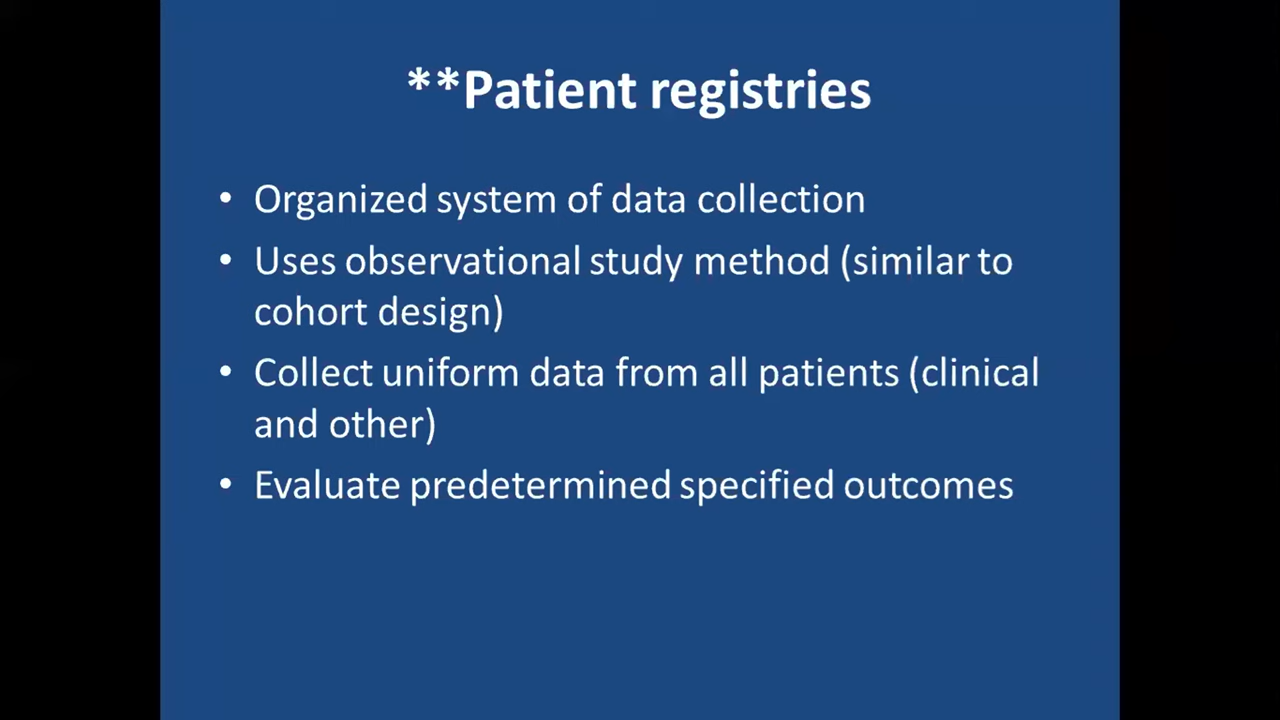 **Patient registries
• Organized system of data collection
• Uses observational study method (similar to
cohort design)
• Collect uniform data from all patients (clinical
and other)
• Evaluate predetermined specified outcomes